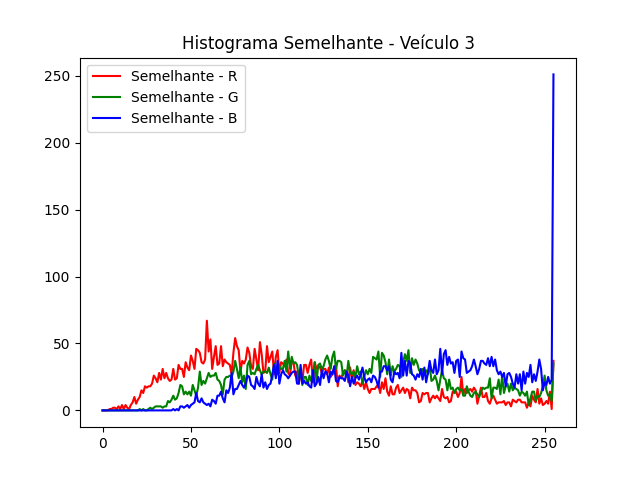 Histograma Semelhante - Veículo 3
Semelhante - R
Semelhante - G
Semelhante - B
250
200
150
100
50
0
0 50 100 150 200 250